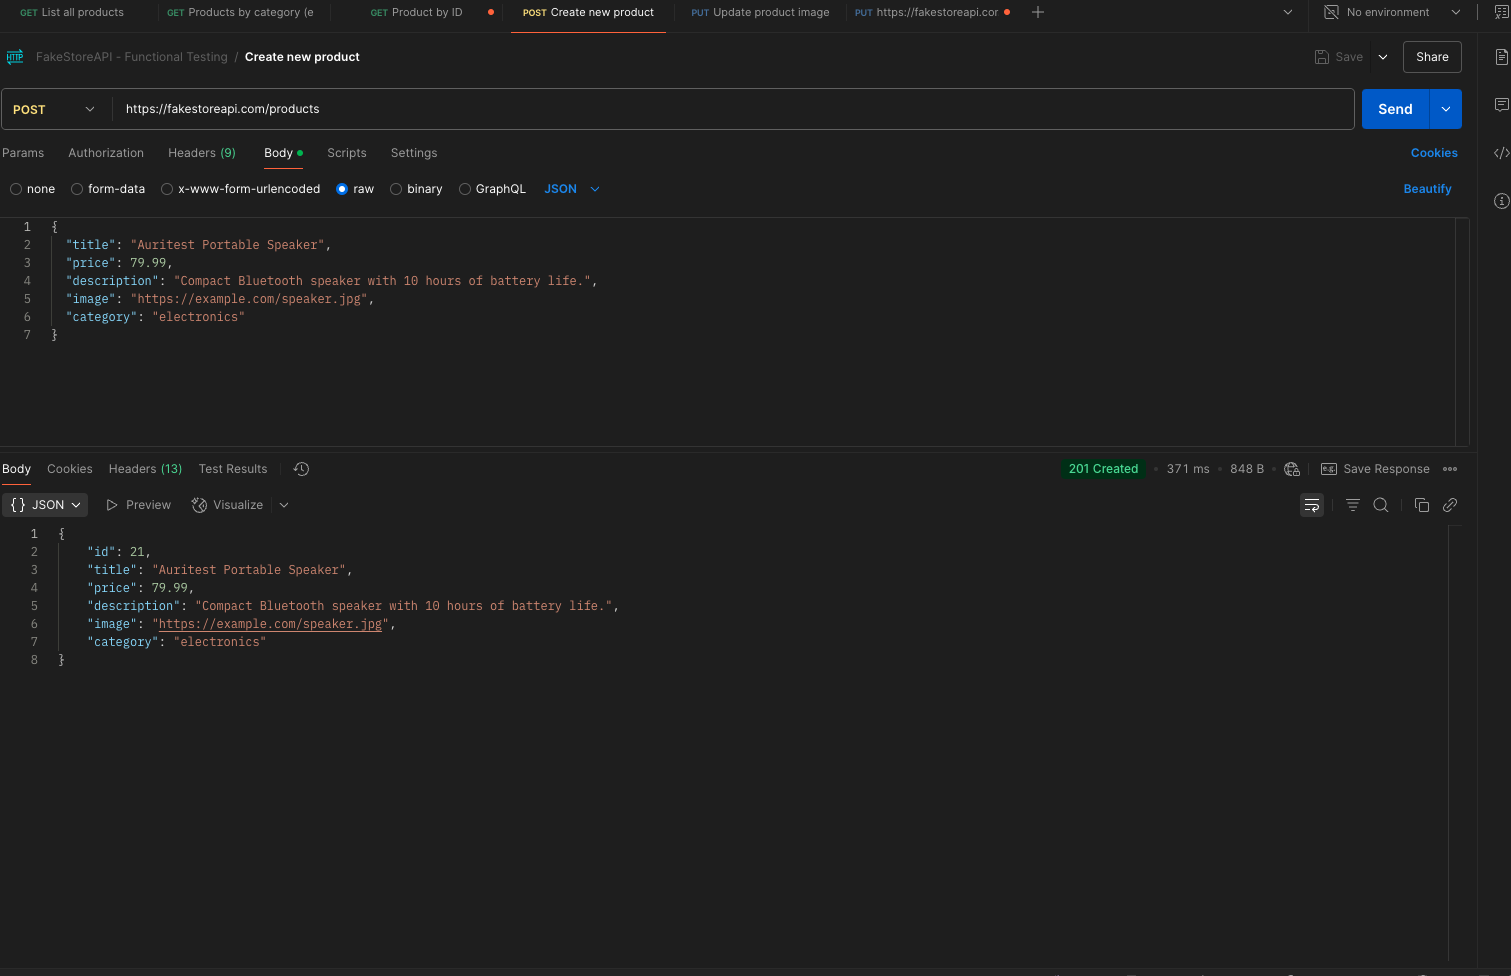 GET List all products
GET Products by category (e
GET Product by ID
POST Create new product
PUT Update product image
PUT https://fakestoreapi.cor
No environment
HTTP FakeStoreAPI - Functional Testing / Create new product
Save
Share
POST
https://fakestoreapi.com/products
Send
Params Authorization Headers (9) Body Scripts Settings
Cookies
none form-data x-www-form-urlencoded raw binary GraphQL JSON
Beautify
1 {
2 "title": "Auritest Portable Speaker",
3 "price": 79.99,
4 "description": "Compact Bluetooth speaker with 10 hours of battery life.",
5 "image": "https://example.com/speaker.jpg",
6 "category": "electronics"
7 }
Body Cookies Headers (13) Test Results
201 Created • 371 ms • 848 B •
e.g. Save Response
{} JSON Preview Visualize
1 {
2 "id": 21,
3 "title": "Auritest Portable Speaker",
4 "price": 79.99,
5 "description": "Compact Bluetooth speaker with 10 hours of battery life.",
6 "image": "https://example.com/speaker.jpg",
7 "category": "electronics"
8 }